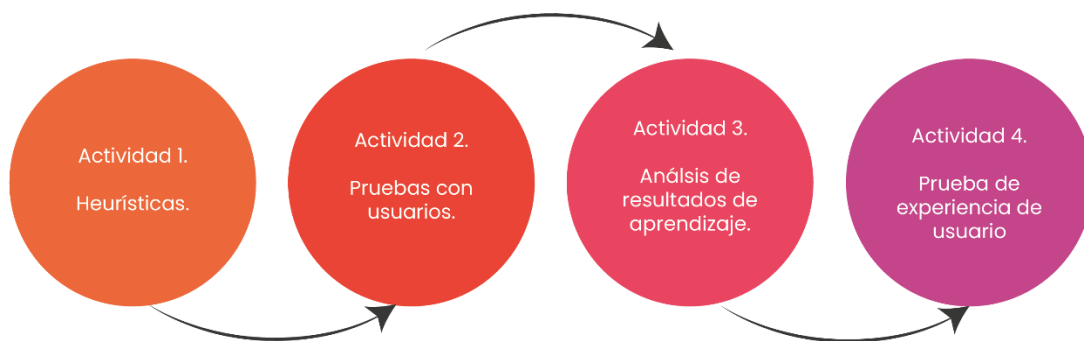 Actividad 1.
Heurísticas.
Actividad 2.
Pruebas con
usuarios.
Actividad 3.
Análsis de
resultados de
aprendizaje.
Actividad 4.
Prueba de
experiencia de
usuario